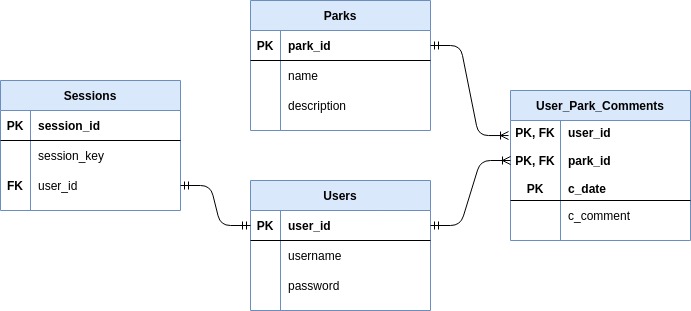 Parks
PK park_id
name
description
Sessions
PK session_id
session_key
FK user_id
Users
PK user_id
username
password
User_Park_Comments
PK, FK user_id
PK, FK park_id
PK c_date
c_comment